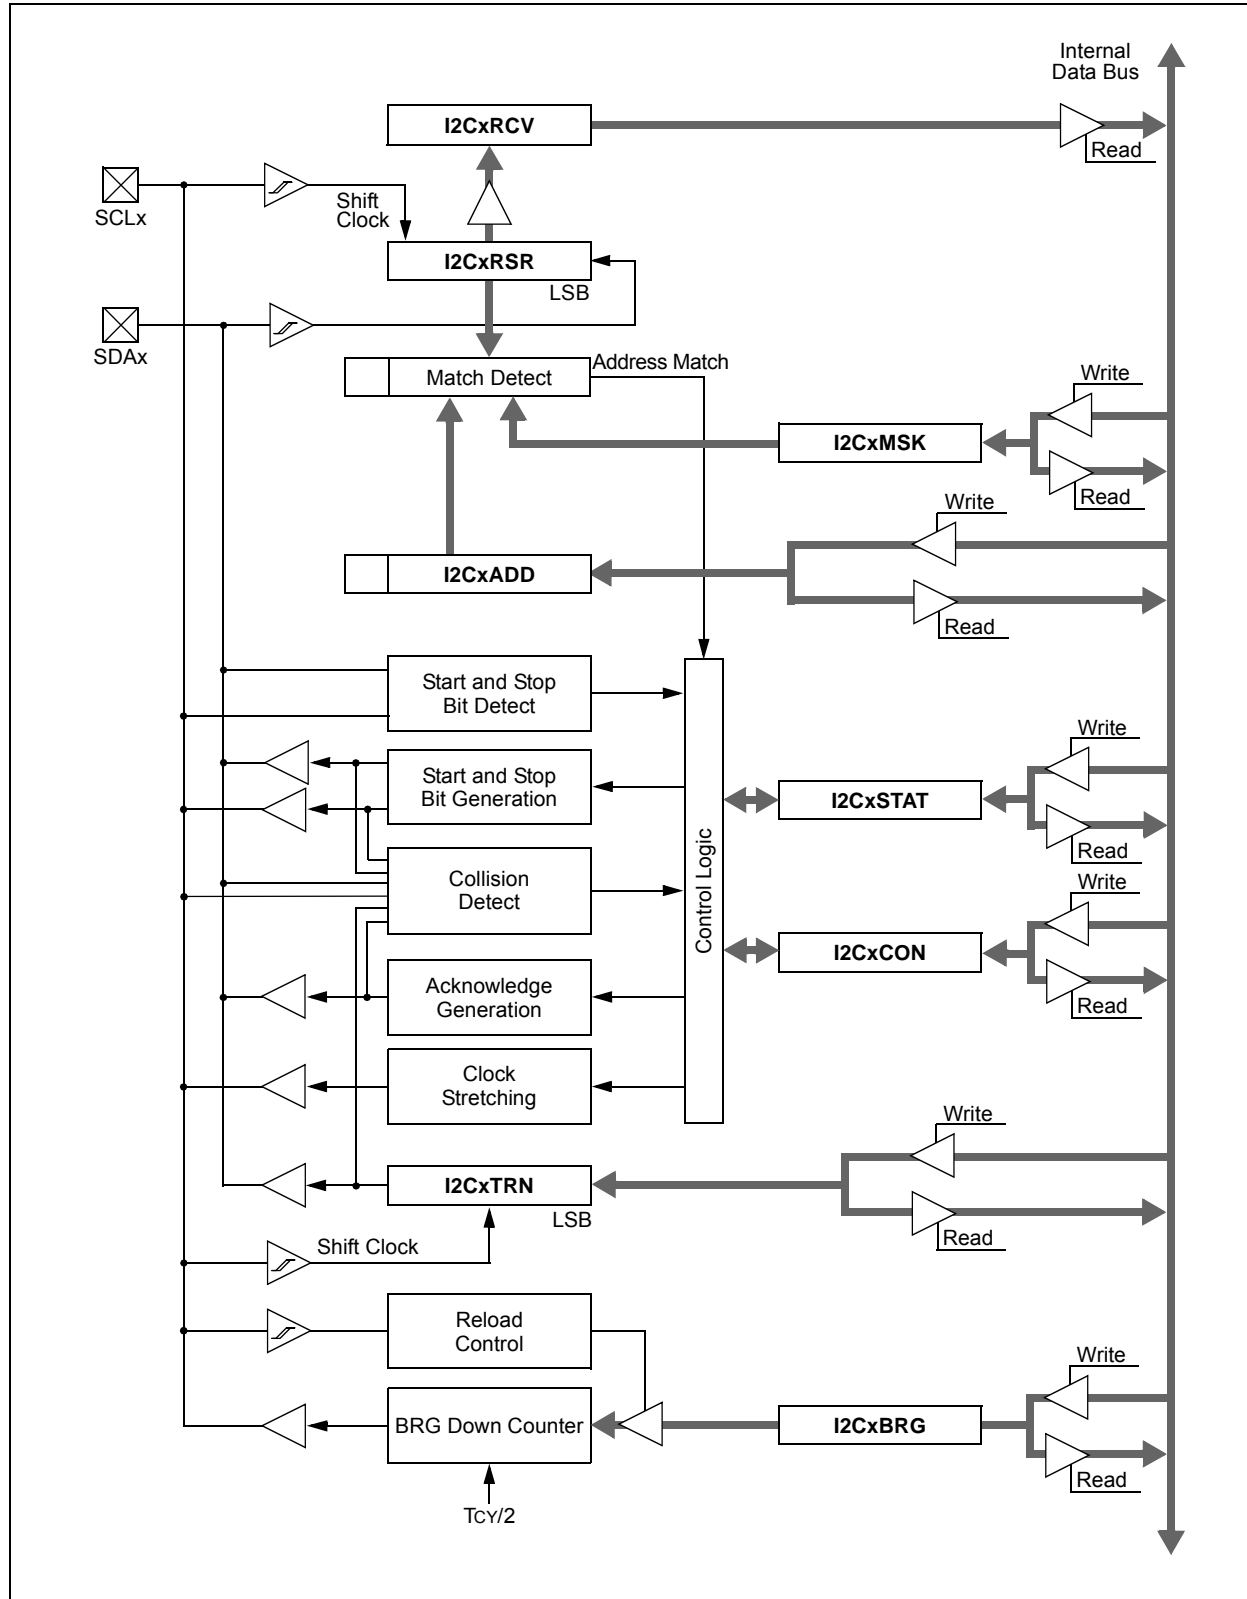 Internal
Data Bus
I2CxRCV
Read
SCLx
Shift
Clock
I2CxRSR
LSB
SDAx
Match Detect
Address Match
Write
I2CxMSK
Read
Write
I2CxADD
Read
Start and Stop
Bit Detect
Start and Stop
Bit Generation
Write
I2CxSTAT
Read
Collision
Detect
Control Logic
Write
I2CxCON
Read
Acknowledge
Generation
Clock
Stretching
Write
I2CxTRN
LSB
Read
Shift Clock
Reload
Control
Write
BRG Down Counter
I2CxBRG
Read
TCY/2